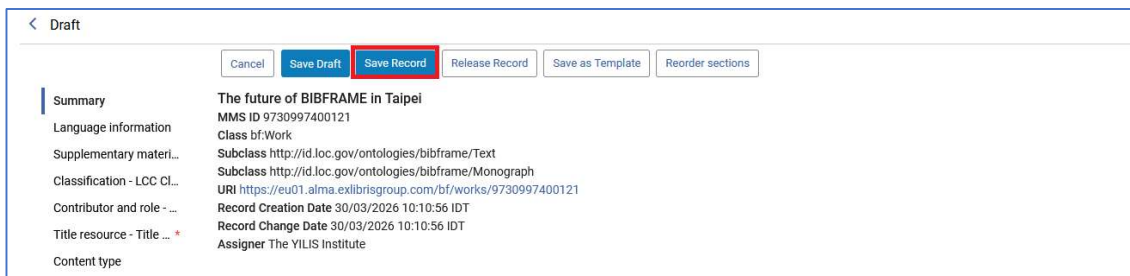 Draft
Cancel Save Draft Save Record Release Record Save as Template Reorder sections
Summary
Language information
Supplementary materi...
Classification - LCC Cl...
Contributor and role - ...
Title resource - Title ... *
Content type
The future of BIBFRAME in Taipei
MMS ID 9730997400121
Class bf:Work
Subclass http://id.loc.gov/ontologies/bibframe/Text
Subclass http://id.loc.gov/ontologies/bibframe/Monograph
URI https://eu01.alma.exlibrisgroup.com/bf/works/9730997400121
Record Creation Date 30/03/2026 10:10:56 IDT
Record Change Date 30/03/2026 10:10:56 IDT
Assigner The YILIS Institute